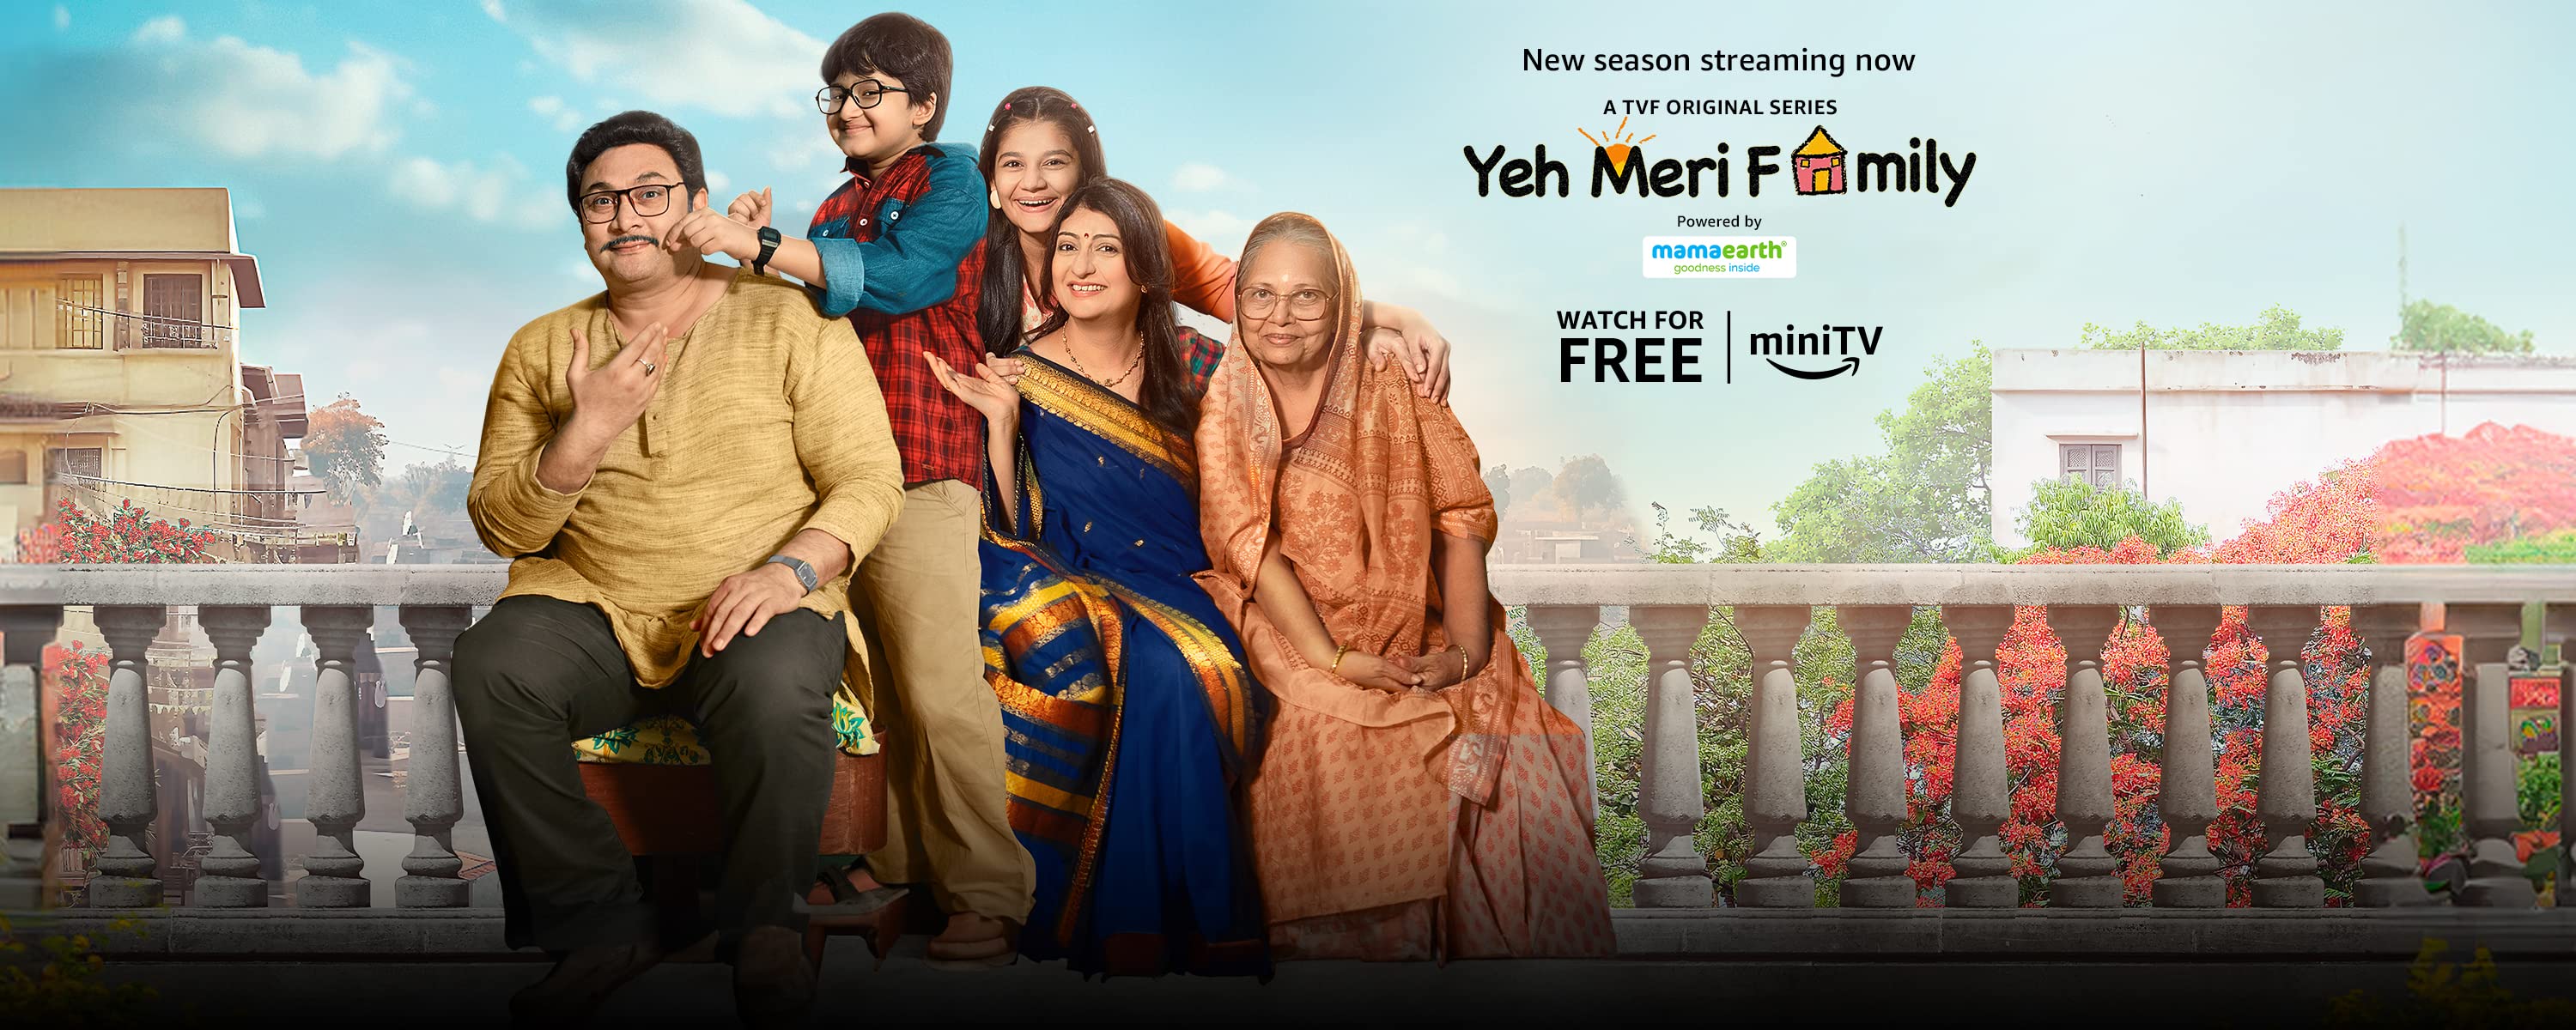 New season streaming now
A TVF ORIGINAL SERIES
Yeh Meri Family
Powered by
mamaearth®
goodness inside
WATCH FOR
FREE
miniTV